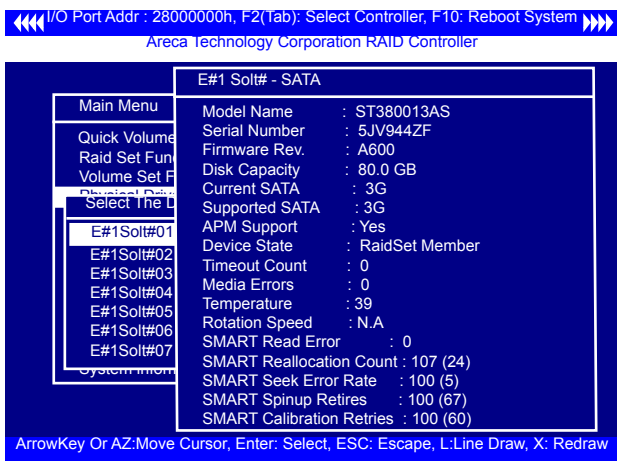 I/O Port Addr : 28000000h, F2(Tab): Select Controller, F10: Reboot System
Areca Technology Corporation RAID Controller
E#1 Solt# - SATA
Main Menu
Quick Volume
Raid Set Fun
Volume Set F
Physical Driv
Select The D
E#1Solt#01
E#1Solt#02
E#1Solt#03
E#1Solt#04
E#1Solt#05
E#1Solt#06
E#1Solt#07
System Inform
Model Name : ST380013AS
Serial Number : 5JV944ZF
Firmware Rev. : A600
Disk Capacity : 80.0 GB
Current SATA : 3G
Supported SATA : 3G
APM Support : Yes
Device State : RaidSet Member
Timeout Count : 0
Media Errors : 0
Temperature : 39
Rotation Speed : N.A
SMART Read Error : 0
SMART Reallocation Count : 107 (24)
SMART Seek Error Rate : 100 (5)
SMART Spinup Retires : 100 (67)
SMART Calibration Retries : 100 (60)
ArrowKey Or AZ:Move Cursor, Enter: Select, ESC: Escape, L:Line Draw, X: Redraw